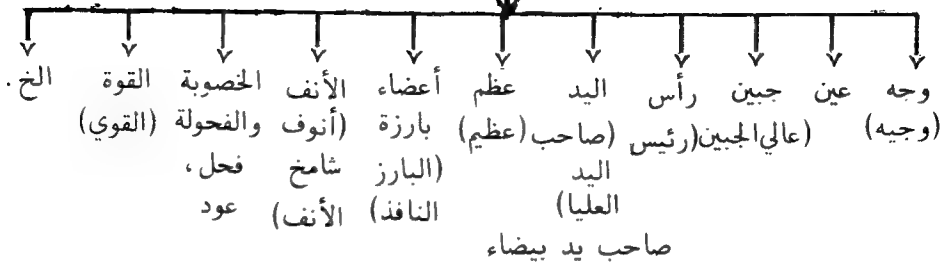 وجه عين جبين رأس اليد عظم أعضاء الأنف الخصوبة القوة الخ .
(وجيه) (عالي الجبين) (رئيس) (صاحب (عظيم) بارزة (أنوف والفحولة (القوي)
اليد (البارز شامخ فحل ،
العليا) النافذ) الأنف) عود
صاحب يد بيضاء